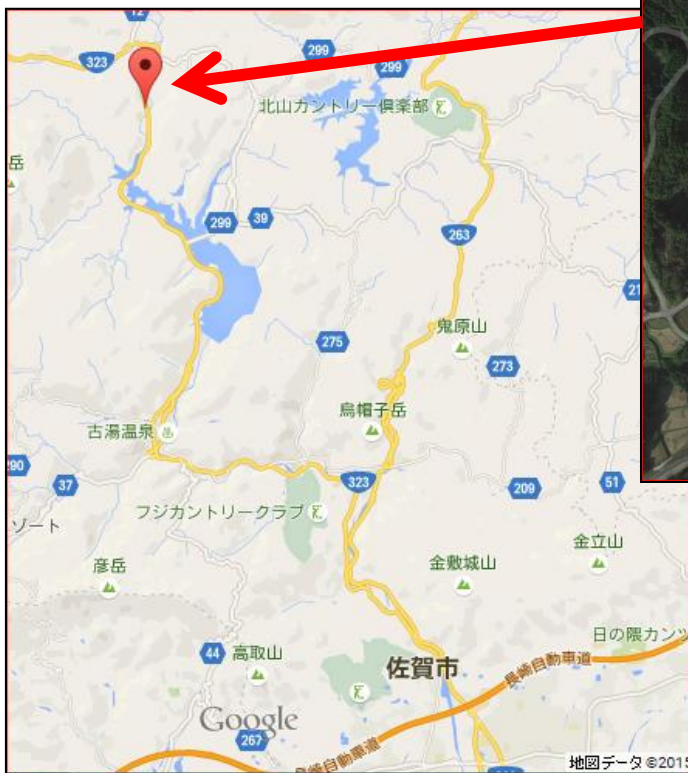 12
299
323
299
北山カントリー倶楽部
岳
299
39
263
21
鬼原山
275
273
烏帽子岳
古湯温泉
290
37
323
209
51
フジカントリークラブ
ゾート
彦岳
金敷城山
金立山
日の隈カンツ
44
高取山
佐賀市
長崎自動車道
Google
267
長崎自動車道
地図データ ©2015